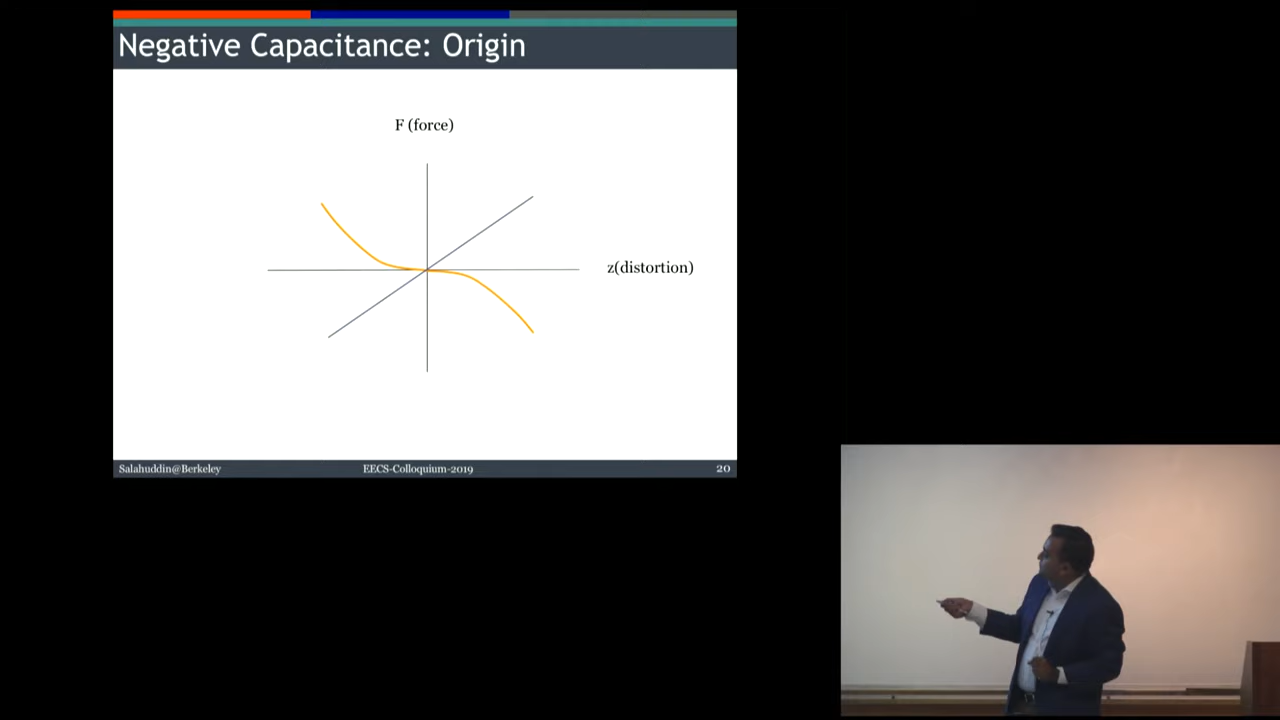 Negative Capacitance: Origin
F (force)
z(distortion)
Salahuddin@Berkeley
EECS-Colloquium-2019
20